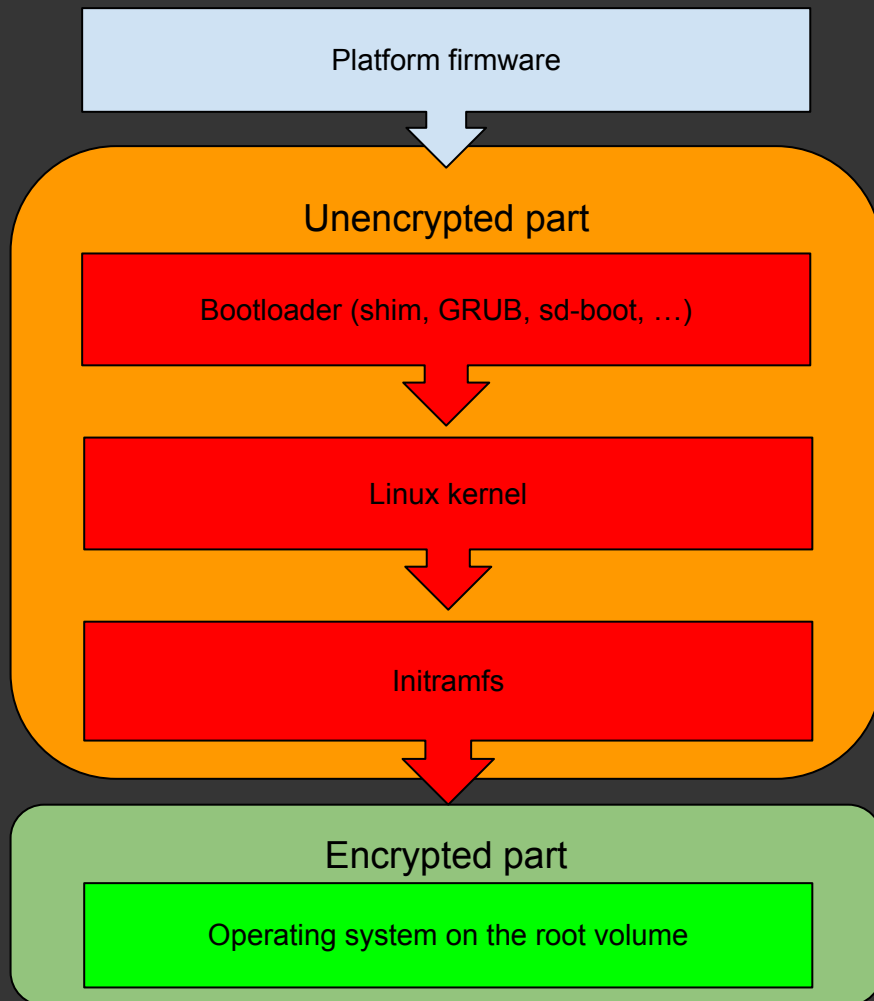 Platform firmware
Unencrypted part
Bootloader (shim, GRUB, sd-boot, …)
Linux kernel
Initramfs
Encrypted part
Operating system on the root volume